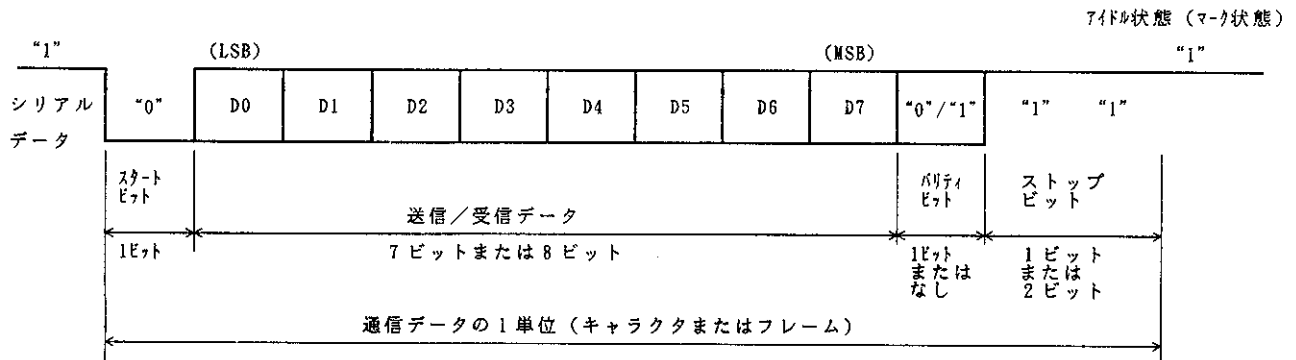 アイドル状態（マーク状態）
“1” (LSB) (MSB) “1”
シリアル “0” D0 D1 D2 D3 D4 D5 D6 D7 “0”/“1” “1” “1”
データ
スタート
ビット
パリティ
ビット
ストップ
ビット
送信／受信データ
1ビット
7ビットまたは8ビット
1ビット
または
なし
1ビット
または
2ビット
通信データの1単位（キャラクタまたはフレーム）